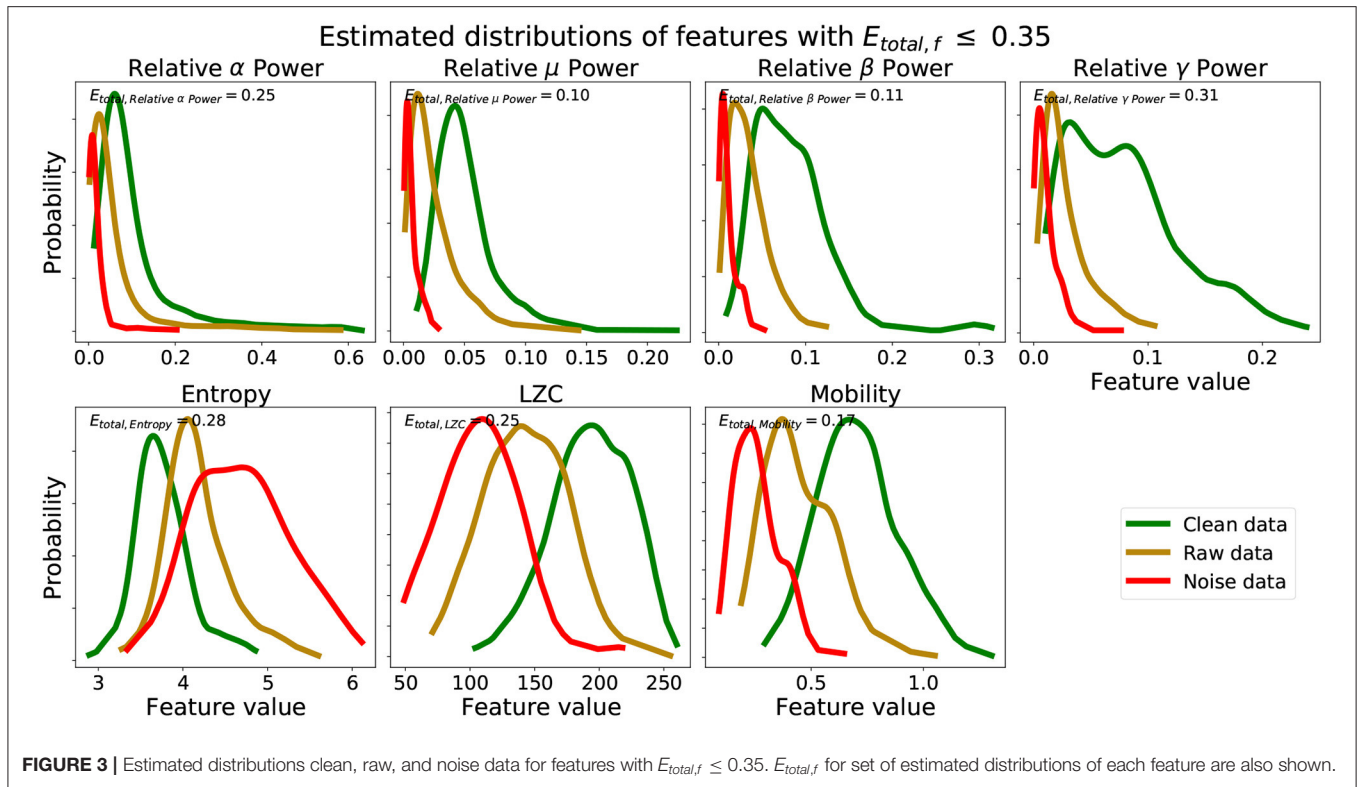 Estimated distributions of features with E_total, f ≤ 0.35
Relative α Power
Relative μ Power
Relative β Power
Relative γ Power
E_total, Relative α Power = 0.25
E_total, Relative μ Power = 0.10
E_total, Relative β Power = 0.11
E_total, Relative γ Power = 0.31
Probability
0.0 0.2 0.4 0.6
0.00 0.05 0.10 0.15 0.20
0.0 0.1 0.2 0.3
0.0 0.1 0.2
Feature value
Entropy
LZC
Mobility
E_total, Entropy = 0.28
E_total, LZC = 0.25
E_total, Mobility = 0.17
Probability
Clean data
Raw data
Noise data
3 4 5 6
50 100 150 200 250
0.5 1.0
Feature value
Feature value
Feature value
FIGURE 3 | Estimated distributions clean, raw, and noise data for features with E_total,f ≤ 0.35. E_total,f for set of estimated distributions of each feature are also shown.